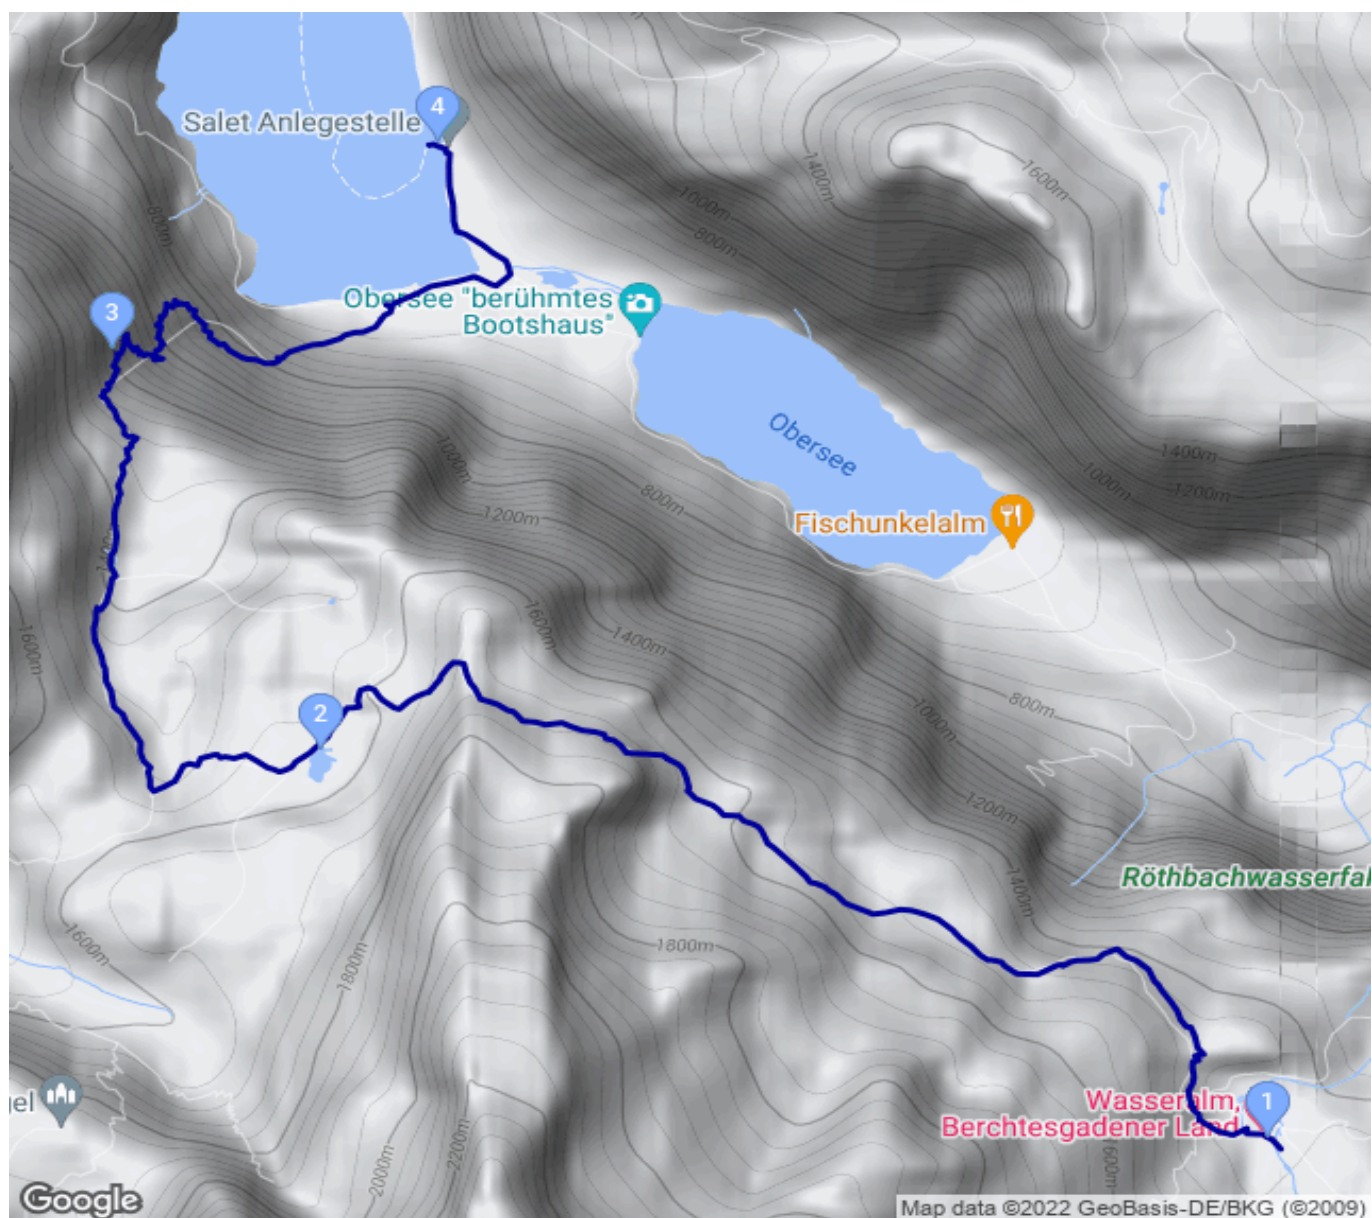 4
Salet Anlegestelle
1400m
1600m
1000m
800m
800m
3
Obersee "berühmtes
Bootshaus"
Obersee
1400m
1000m
1200m
1000m
800m
1200m
Fischunkelalm
1400m
1600m
1600m
1400m
800m
1000m
2
1200m
1400m
Röthbachwasserfal
1600m
1800m
1800m
nel
Wasseralm,
Berchtesgadener Land
1
1600m
2000m
2200m
Google
Map data ©2022 GeoBasis-DE/BKG (©2009)